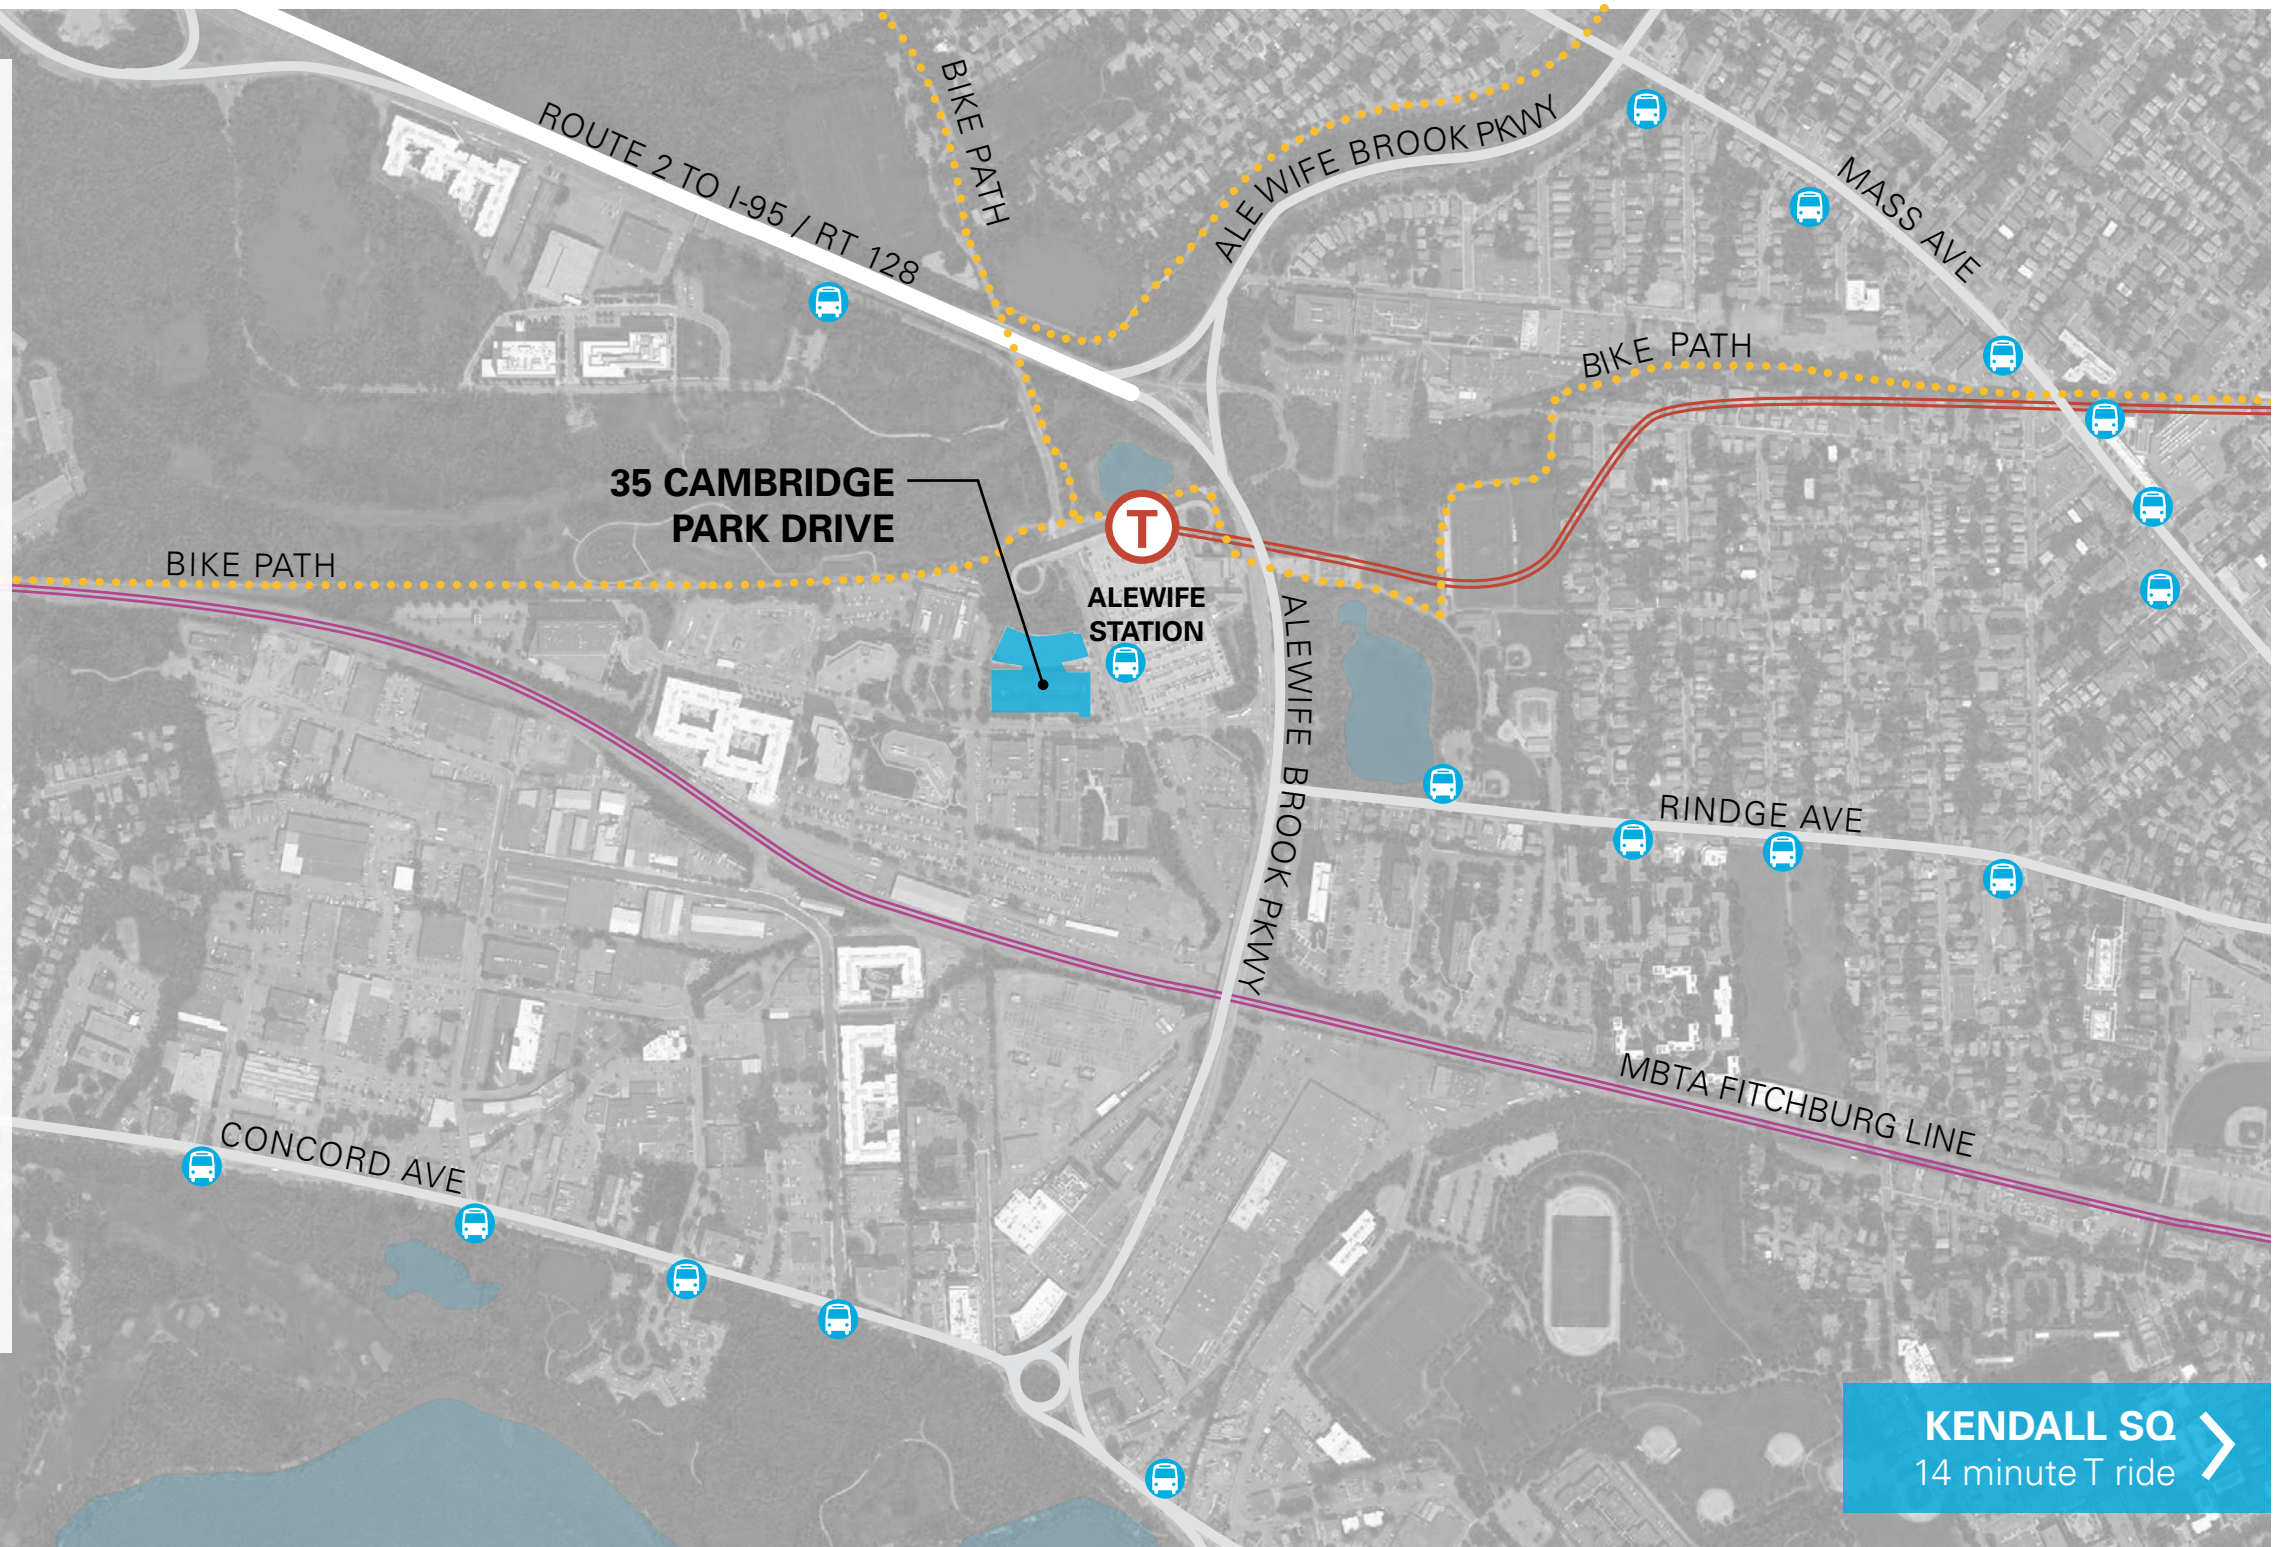 BIKE PATH
ROUTE 2 TO I-95 / RT 128
ALEWIFE BROOK PKWY
MASS AVE
BIKE PATH
35 CAMBRIDGE
PARK DRIVE
T
BIKE PATH
ALEWIFE
STATION
ALEWIFE BROOK PKWY
RINDGE AVE
MBTA FITCHBURG LINE
CONCORD AVE
KENDALL SQ
14 minute T ride